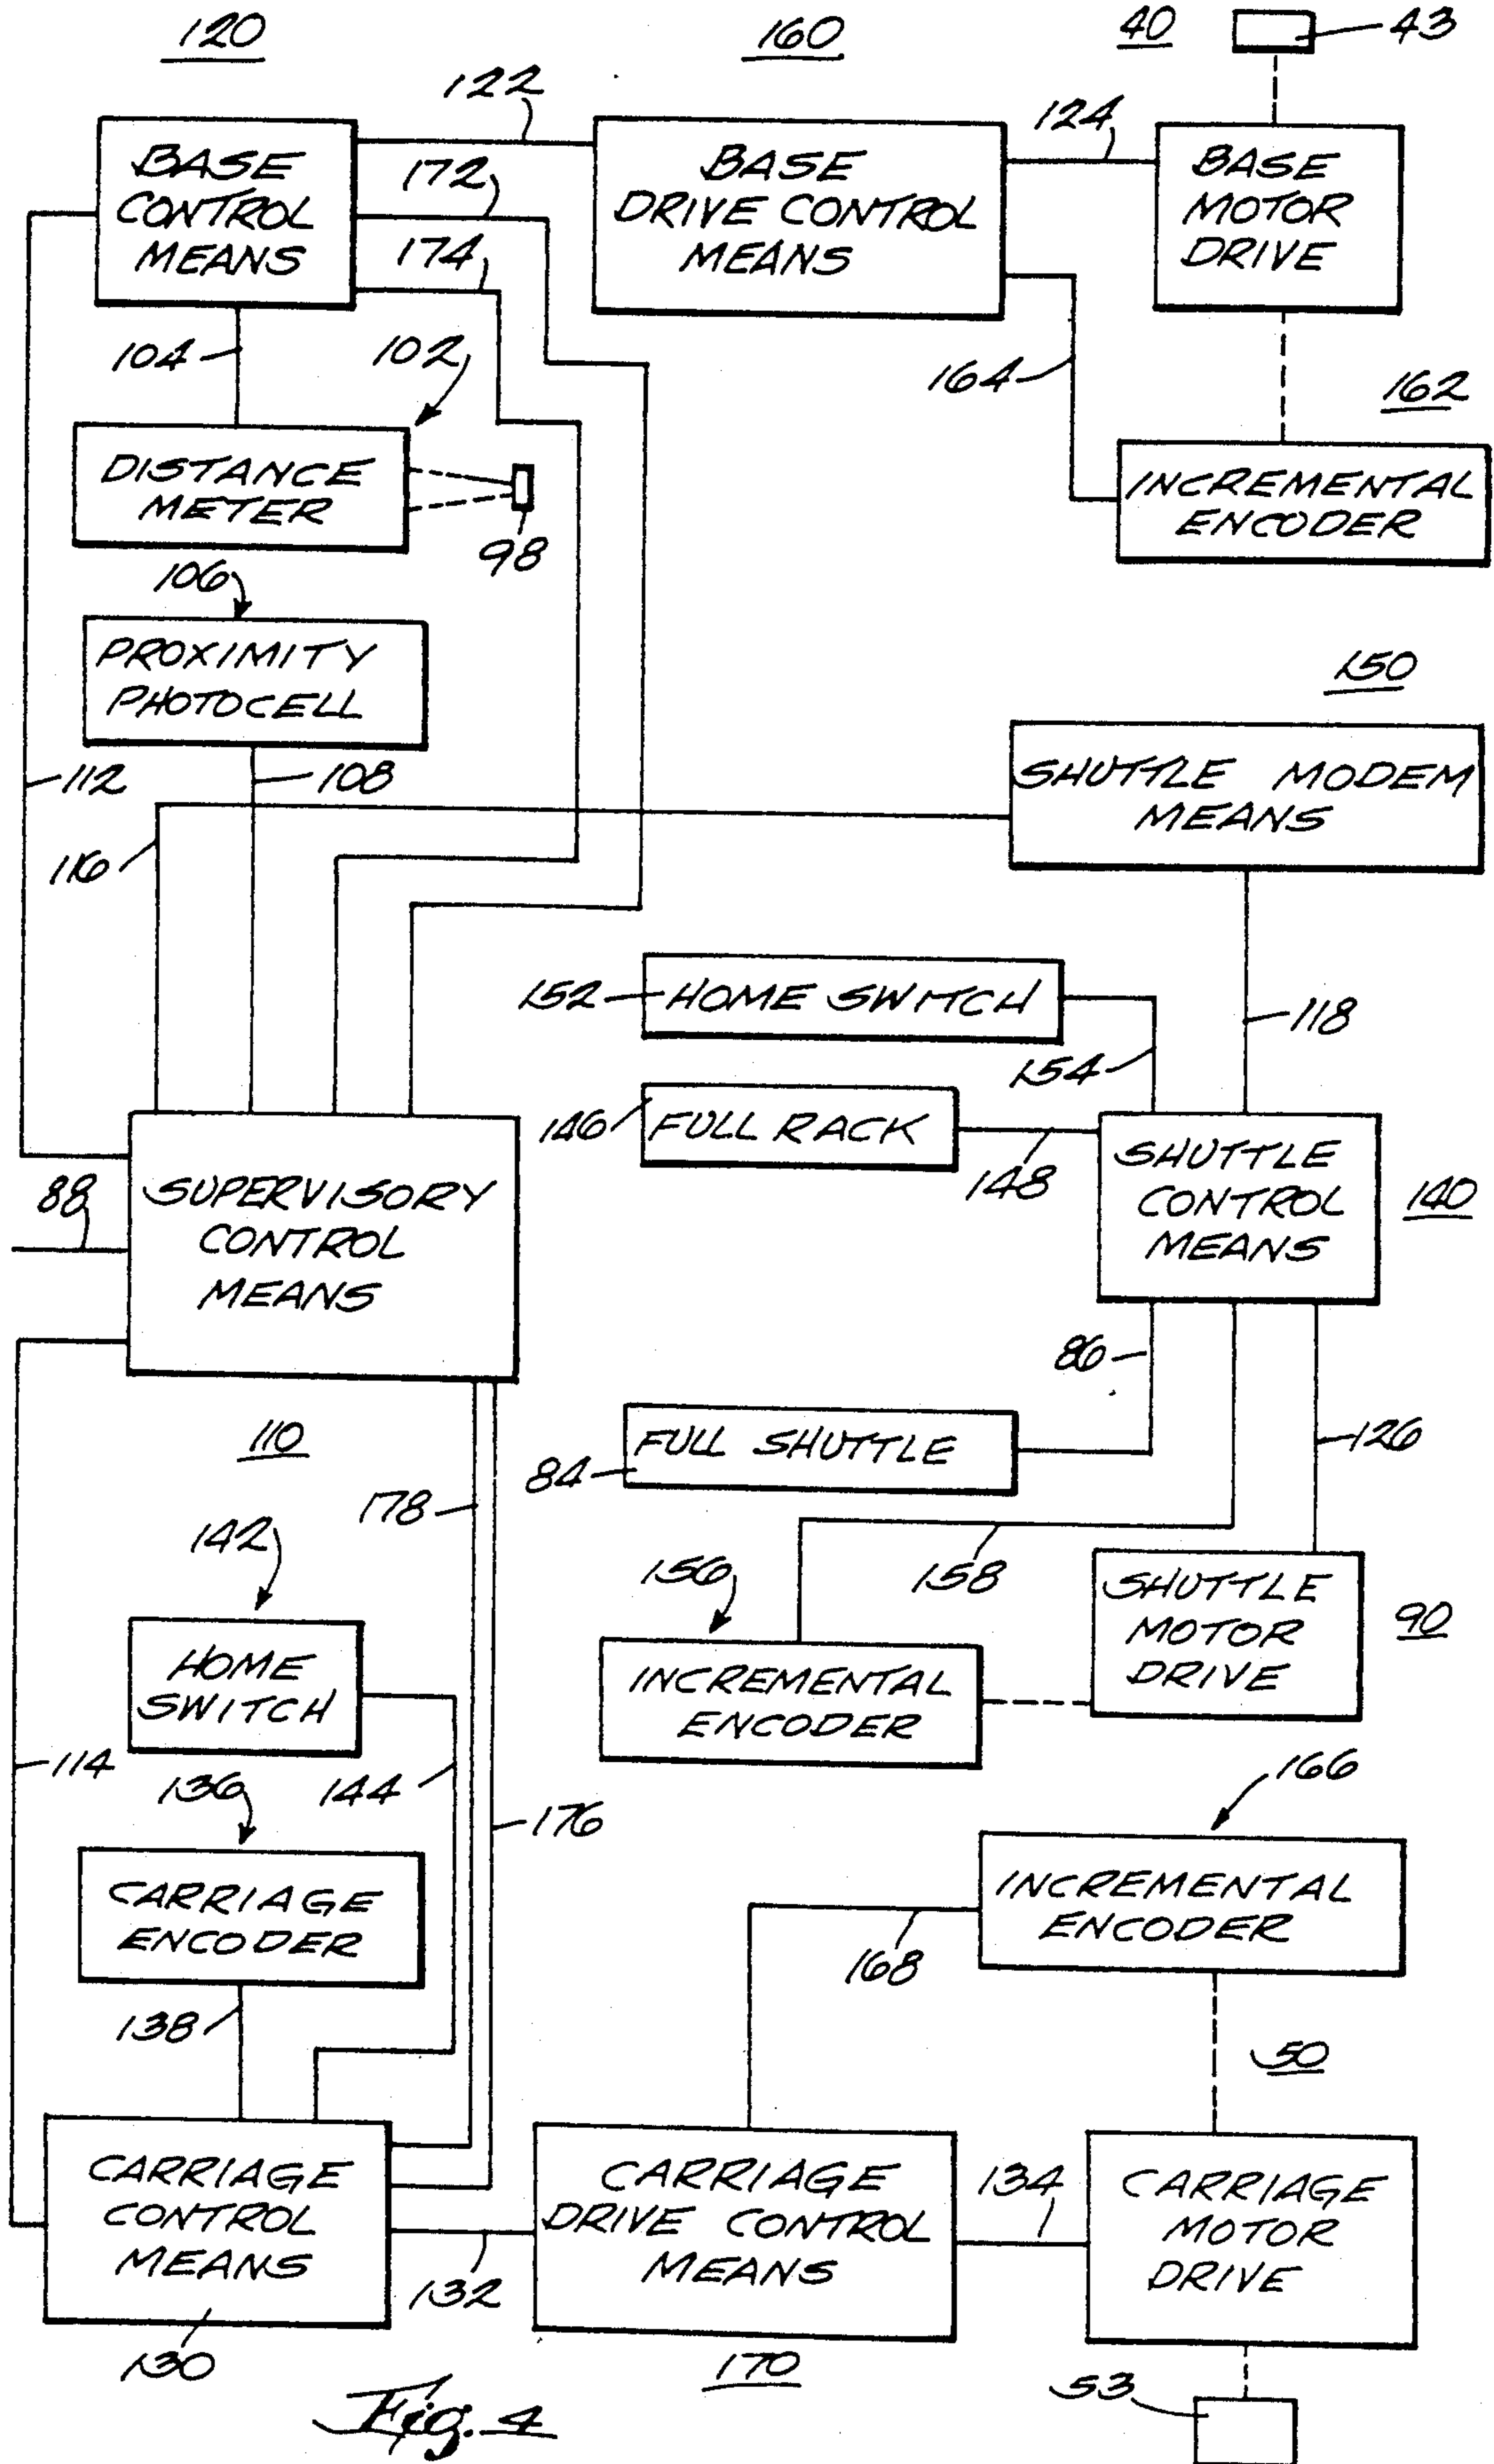 120
160
40
43
122
124
BASE
CONTROL
MEANS
172
174
BASE
DRIVE CONTROL
MEANS
BASE
MOTOR
DRIVE
104
102
164
162
DISTANCE
METER
98
INCREMENTAL
ENCODER
106
PROXIMITY
PHOTOCELL
150
112
108
SHUTTLE MODEM
MEANS
116
152
HOME SWITCH
118
154
146
FULL RACK
148
SHUTTLE
CONTROL
MEANS
140
88
SUPERVISORY
CONTROL
MEANS
86
110
FULL SHUTTLE
84
126
178
142
156
158
SHUTTLE
MOTOR
DRIVE
90
HOME
SWITCH
INCREMENTAL
ENCODER
114
136
144
176
166
CARRIAGE
ENCODER
INCREMENTAL
ENCODER
168
138
50
CARRIAGE
CONTROL
MEANS
CARRIAGE
DRIVE CONTROL
MEANS
134
CARRIAGE
MOTOR
DRIVE
132
130
170
53
Fig. 4